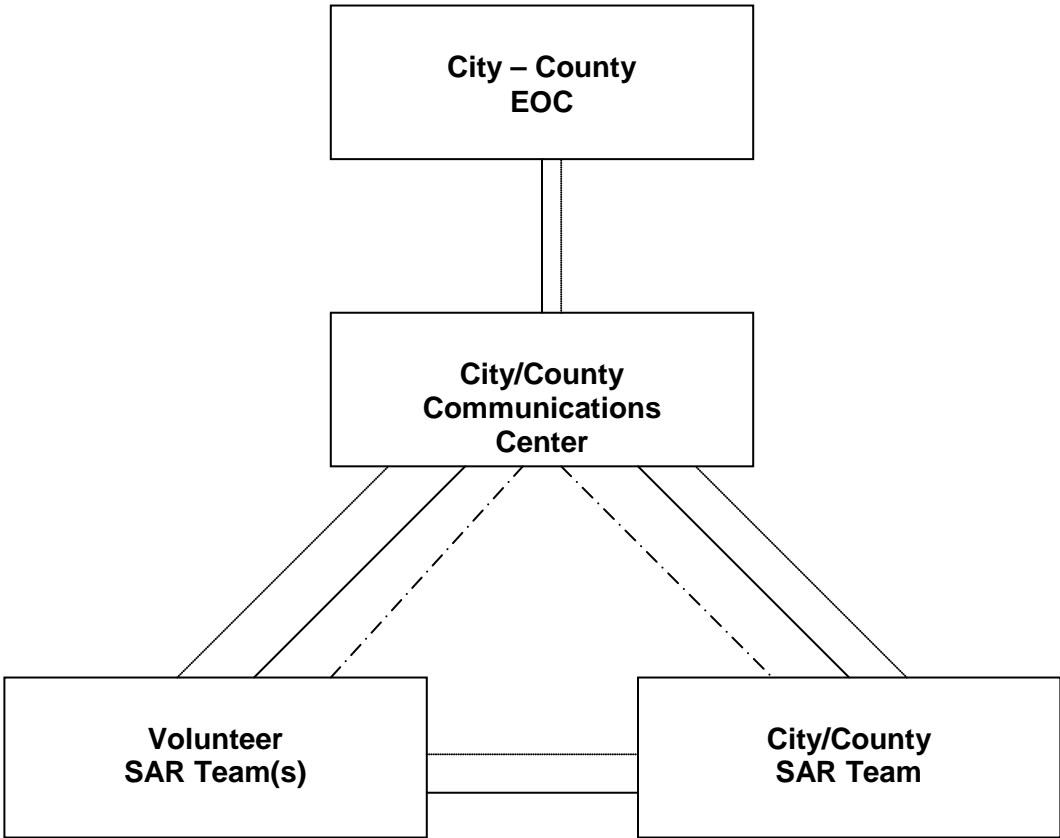 City – County
EOC
City/County
Communications
Center
Volunteer
SAR Team(s)
City/County
SAR Team